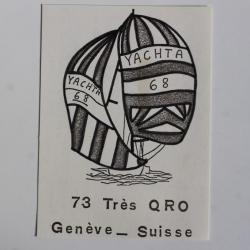 YACHTA
68
YACHTA
68
73 Très QRO
Genève_ Suisse